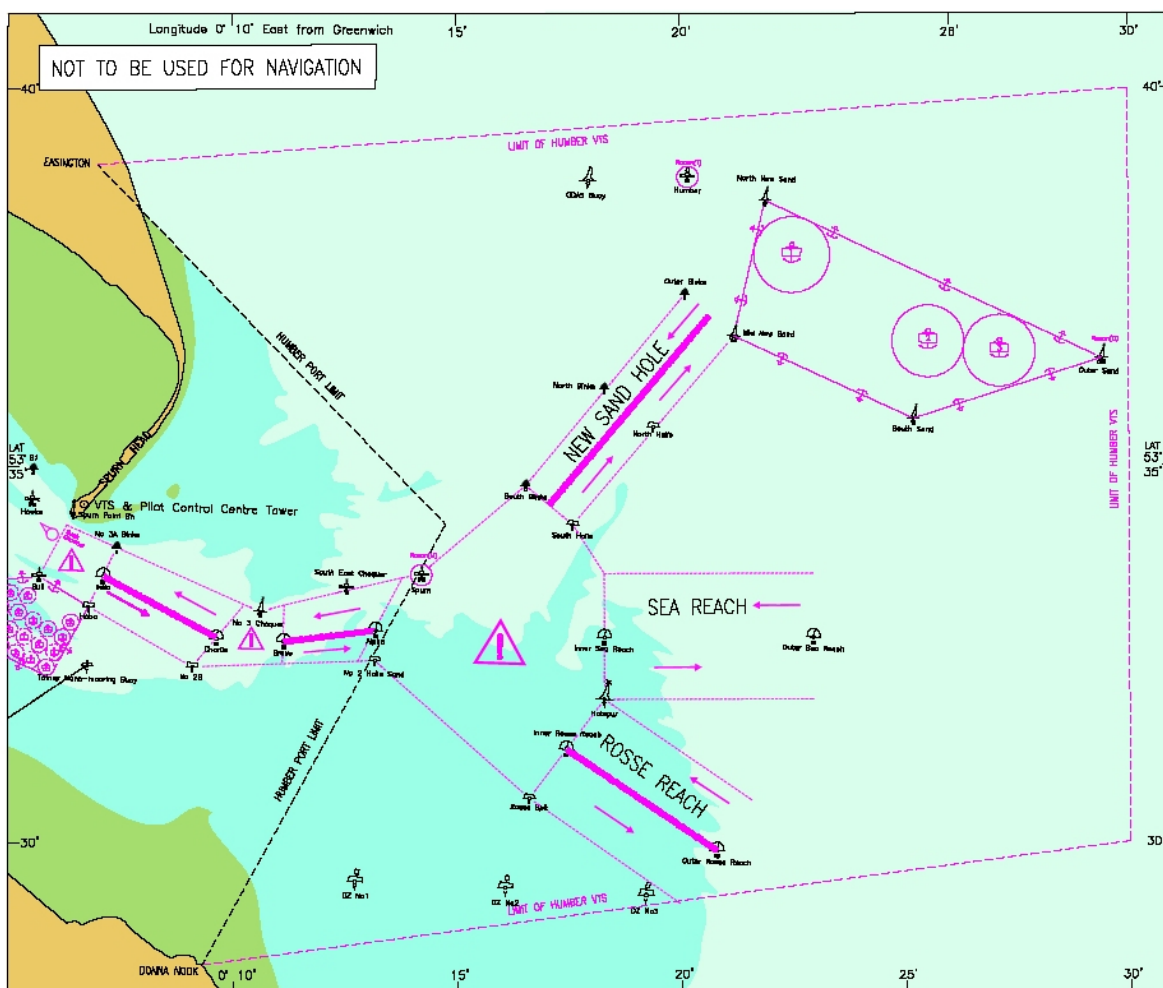 Longitude 0° 10' East from Greenwich
15'
20'
28'
30'
NOT TO BE USED FOR NAVIGATION
40'
40'
LIMIT OF HUMBER VTS
EASINGTON
ODAS Buoy
Humber
North New Sand
Outer Binks
HUMBER PORT LIMIT
Mid New Sand
Outer Sand
NEW SAND HOLE
North Binks
South Sand
North Haile
LIMIT OF HUMBER VTS
SPURN HEAD
LAT
53°
35'
LAT
53°
35'
South Binks
Hawke
VTS & Pilot Control Centre Tower
Spurn Point Bn
South Haile
No 3A Binks
South East Chequer
Spurn
Bull
SEA REACH
Haile
No 3 Chequer
Charlie
Bravo
Alpha
Inner Sea Reach
Outer Sea Reach
No 2B
No 2 Haile Sand
Hotspur
Inner Rosse Reach
ROSSE REACH
HUMBER PORT LIMIT
Rosse Spit
30'
30'
Outer Rosse Reach
DZ No1
DZ No2
DZ No3
LIMIT OF HUMBER VTS
DONNA NOOK
0° 10'
15'
20'
25'
30'